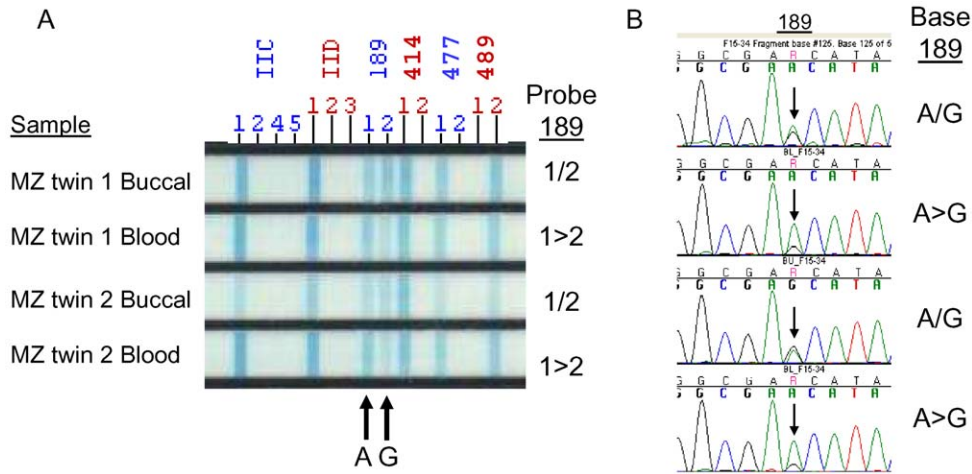 A
IIC IID 189 414 477 489
1 2 4 5 1 2 3 1 2 1 2 1 2 1 2
Sample
Probe
189
MZ twin 1 Buccal 1/2
MZ twin 1 Blood 1>2
MZ twin 2 Buccal 1/2
MZ twin 2 Blood 1>2
A G
B
189
Base
189
F15-34 Fragment base #125. Base 125 of 5
G G C G A R C A T A
G G C G A A C A T A
A/G
BL_F15-34
G G C G A R C A T A
G G C G A A C A T A
A>G
BU_F15-34
G G C G A R C A T A
G G C G A G C A T A
A/G
BL_F15-34
G G C G A R C A T A
G G C G A A C A T A
A>G